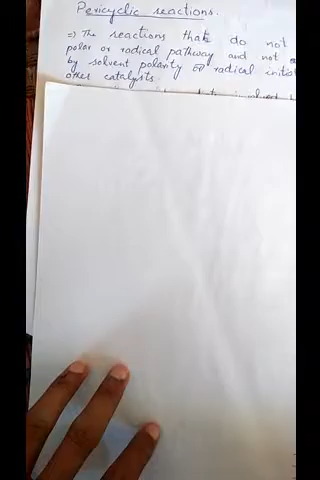 Pericyclic reactions.
⇒ The reactions that do not
polar or radical pathway and not
by solvent polarity or radical initia
other catalysts.